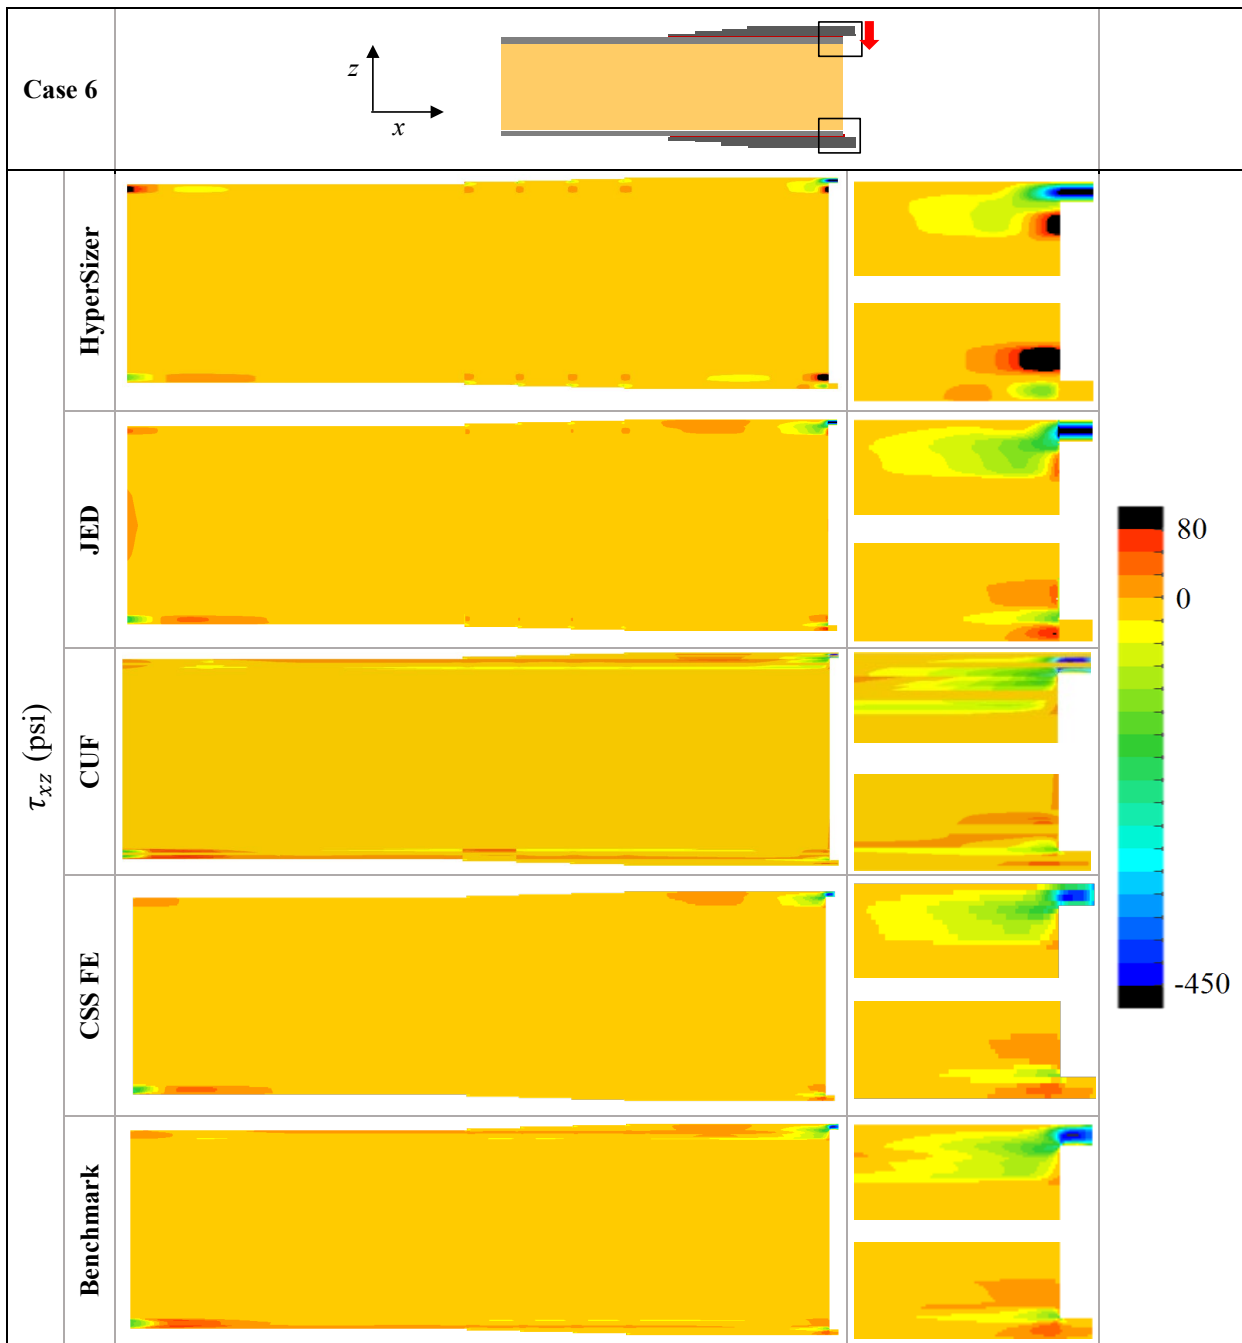 Case 6
z
x
τxz (psi)
HyperSizer
JED
CUF
CSS FE
Benchmark
80
0
-450